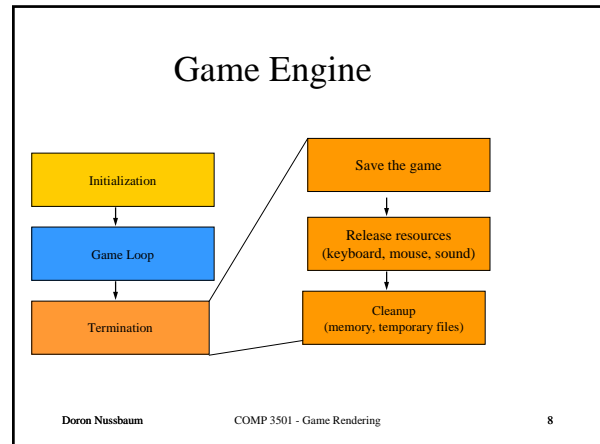 Game Engine
Initialization
Game Loop
Termination
Save the game
Release resources
(keyboard, mouse, sound)
Cleanup
(memory, temporary files)
Doron Nussbaum
COMP 3501 - Game Rendering
8